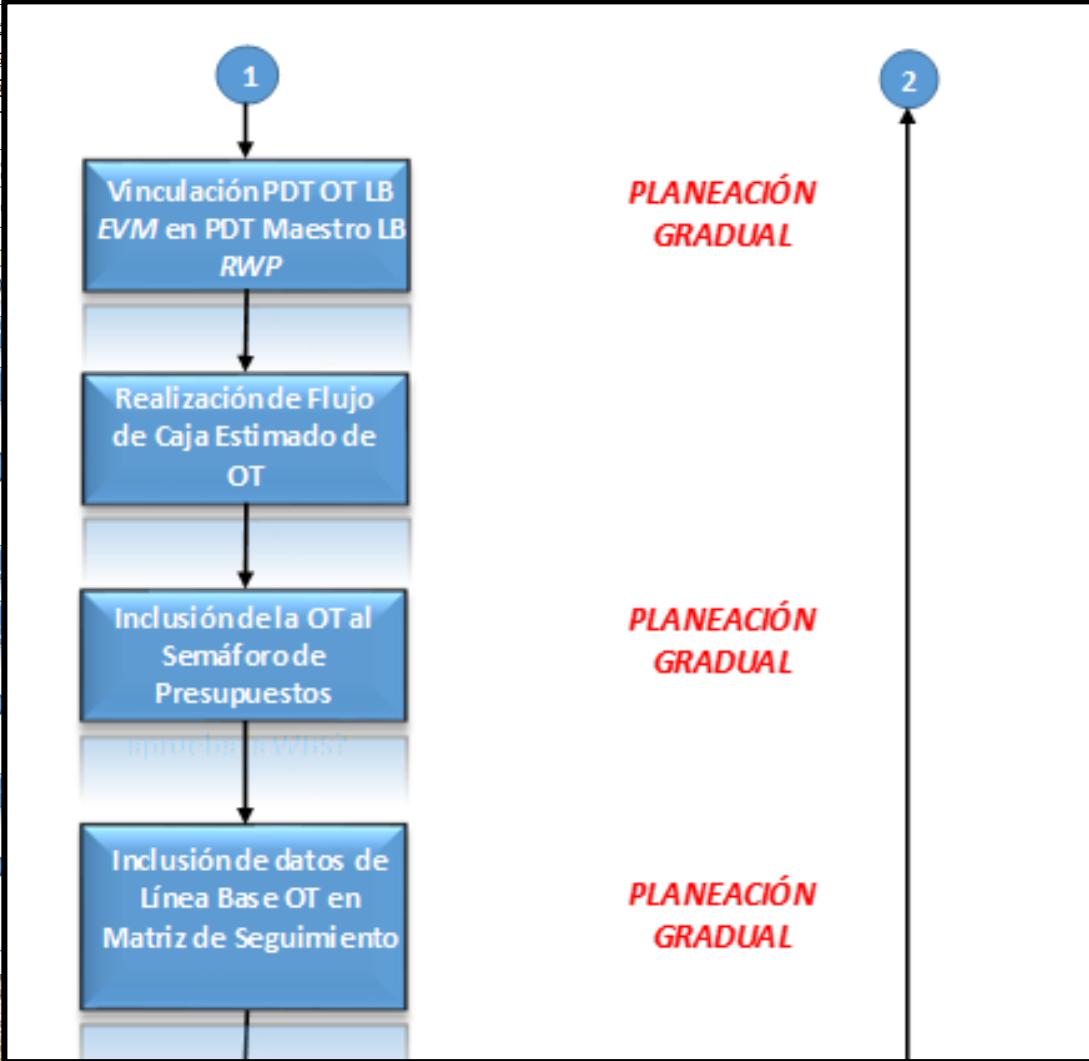 1
2
Vinculación PDT OT LB
EVM en PDT Maestro LB
RWP
PLANEACIÓN
GRADUAL
Realización de Flujo
de Caja Estimado de
OT
Inclusión de la OT al
Semáforo de
Presupuestos
PLANEACIÓN
GRADUAL
Inclusión de datos de
Línea Base OT en
Matriz de Seguimiento
PLANEACIÓN
GRADUAL